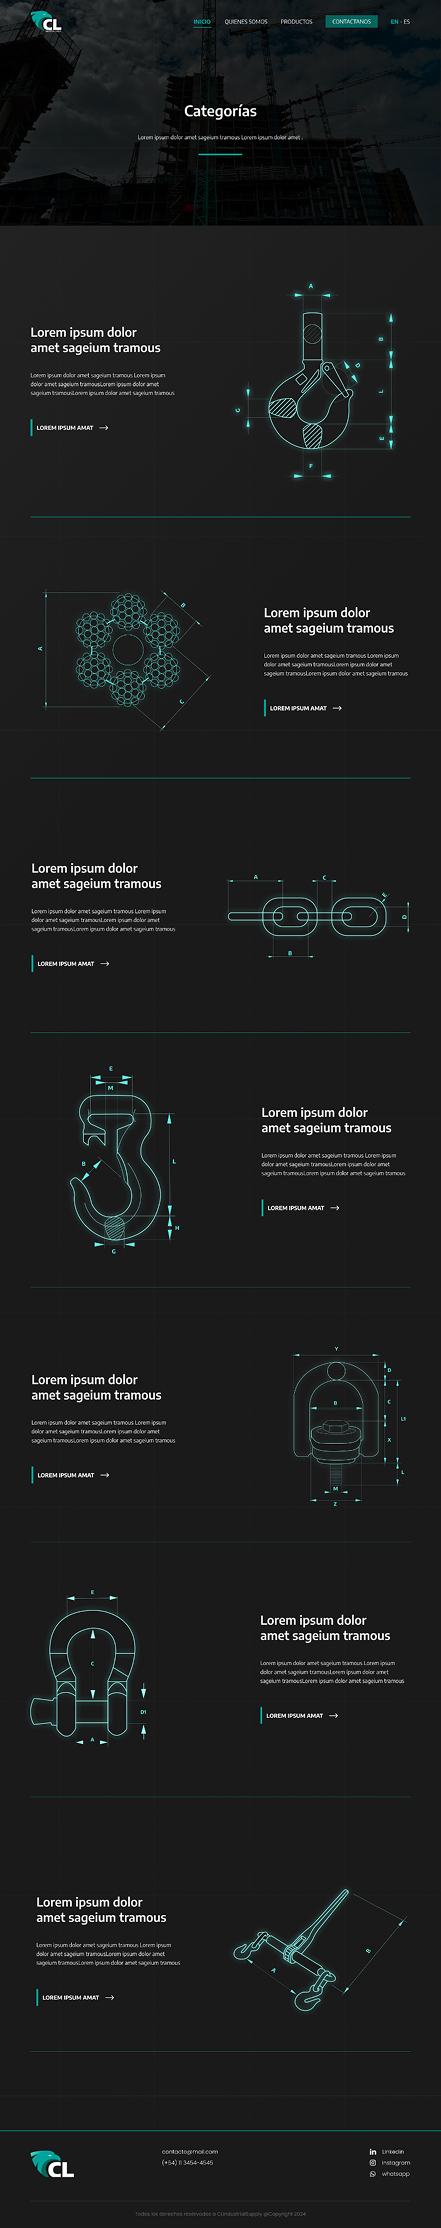 CL
INICIO QUIENES SOMOS PRODUCTOS CONTACTANOS EN - ES
Categorías
Lorem ipsum dolor amet sageium tramous Lorem ipsum dolor amet .
A
B
D
L
C
E
F
Lorem ipsum dolor
amet sageium tramous
Lorem ipsum dolor amet sageium tramous Lorem ipsum
dolor amet sageium tramousLorem ipsum dolor amet
sageium tramousLorem ipsum dolor amet sageium tramous
LOREM IPSUM AMAT
A
B
C
Lorem ipsum dolor
amet sageium tramous
Lorem ipsum dolor amet sageium tramous Lorem ipsum
dolor amet sageium tramousLorem ipsum dolor amet
sageium tramousLorem ipsum dolor amet sageium tramous
LOREM IPSUM AMAT
Lorem ipsum dolor
amet sageium tramous
Lorem ipsum dolor amet sageium tramous Lorem ipsum
dolor amet sageium tramousLorem ipsum dolor amet
sageium tramousLorem ipsum dolor amet sageium tramous
LOREM IPSUM AMAT
A
C
E
D
B
E
M
B
L
H
G
Lorem ipsum dolor
amet sageium tramous
Lorem ipsum dolor amet sageium tramous Lorem ipsum
dolor amet sageium tramousLorem ipsum dolor amet
sageium tramousLorem ipsum dolor amet sageium tramous
LOREM IPSUM AMAT
Lorem ipsum dolor
amet sageium tramous
Lorem ipsum dolor amet sageium tramous Lorem ipsum
dolor amet sageium tramousLorem ipsum dolor amet
sageium tramousLorem ipsum dolor amet sageium tramous
LOREM IPSUM AMAT
Y
D
B
C
L1
X
L
M
Z
E
C
D1
A
Lorem ipsum dolor
amet sageium tramous
Lorem ipsum dolor amet sageium tramous Lorem ipsum
dolor amet sageium tramousLorem ipsum dolor amet
sageium tramousLorem ipsum dolor amet sageium tramous
LOREM IPSUM AMAT
Lorem ipsum dolor
amet sageium tramous
Lorem ipsum dolor amet sageium tramous Lorem ipsum
dolor amet sageium tramousLorem ipsum dolor amet
sageium tramousLorem ipsum dolor amet sageium tramous
LOREM IPSUM AMAT
A
B
CL
contacto@mail.com
(+54) 11 3454-4545
Linkedin
Instagram
whatsapp
Todos los derechos reservados a CLIndustrialSupply @Copyright 2024